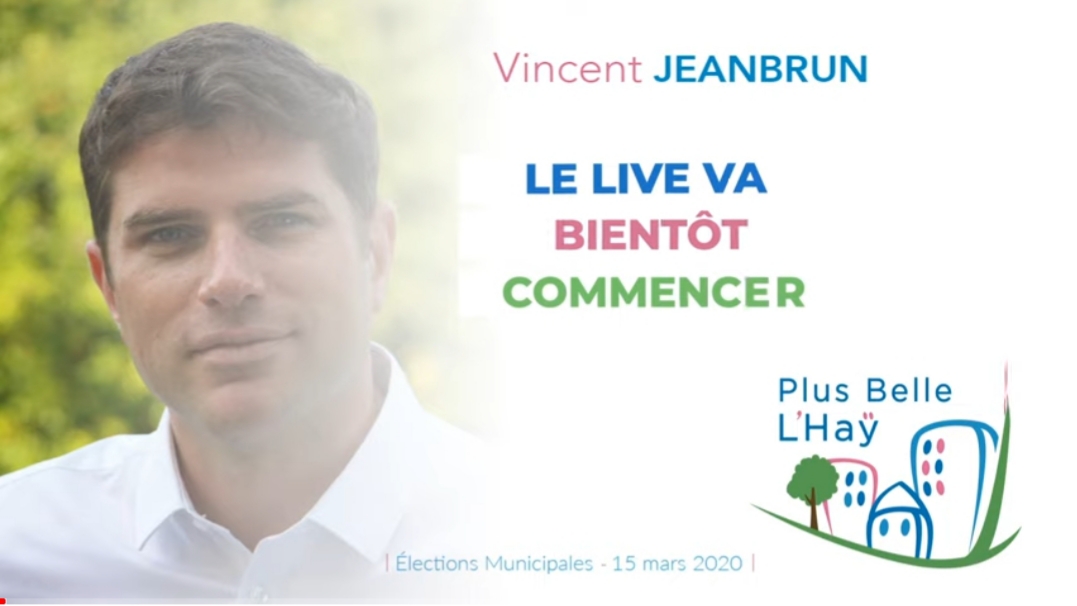 Vincent JEANBRUN
LE LIVE VA
BIENTÔT
COMMENCER
Plus Belle
L'Haÿ
| Élections Municipales - 15 mars 2020 |